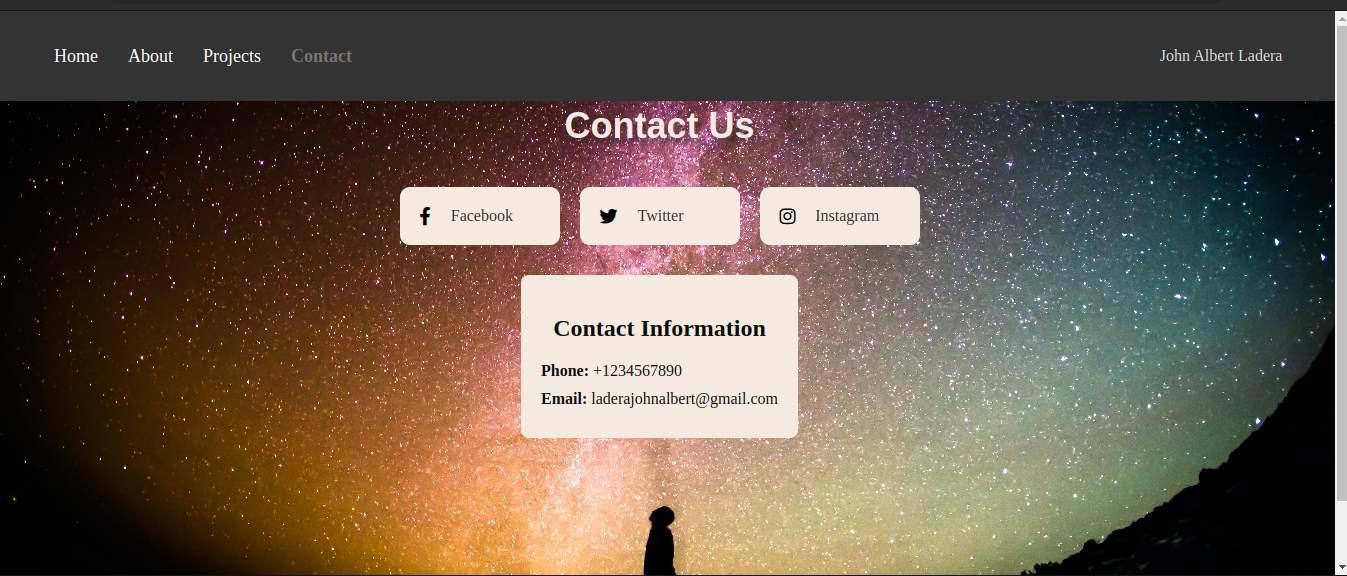 Home About Projects Contact John Albert Ladera
Contact Us
Facebook Twitter Instagram
Contact Information
Phone: +1234567890
Email: laderajohnalbert@gmail.com